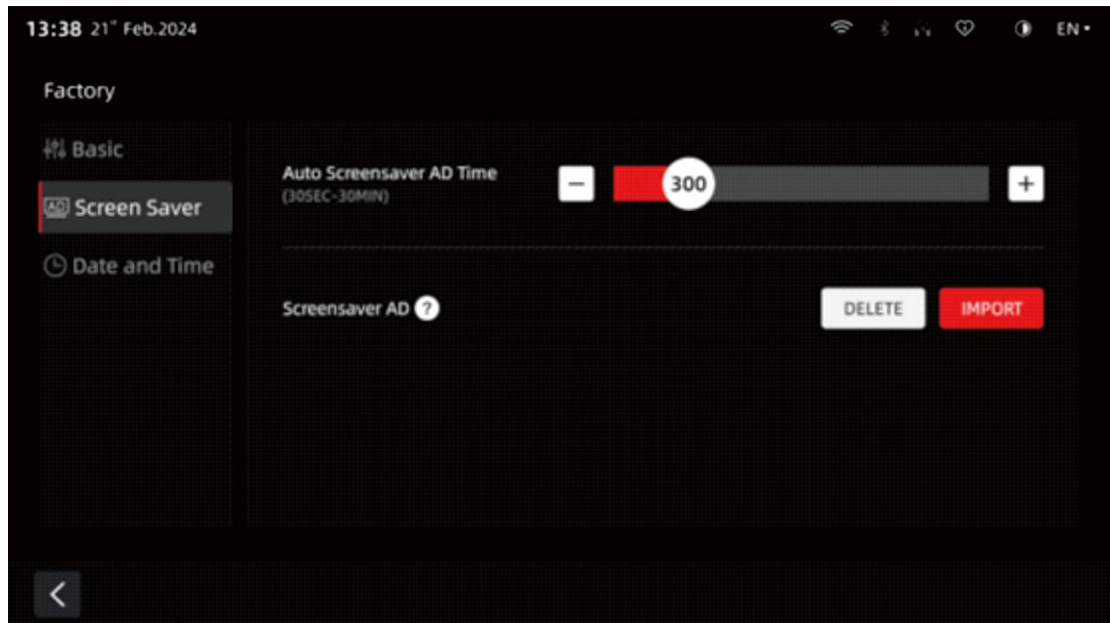 13:38 21st Feb.2024 EN
Factory
Basic
Screen Saver
Date and Time
Auto Screensaver AD Time
(30SEC-30MIN)
- 300 +
Screensaver AD ?
DELETE IMPORT